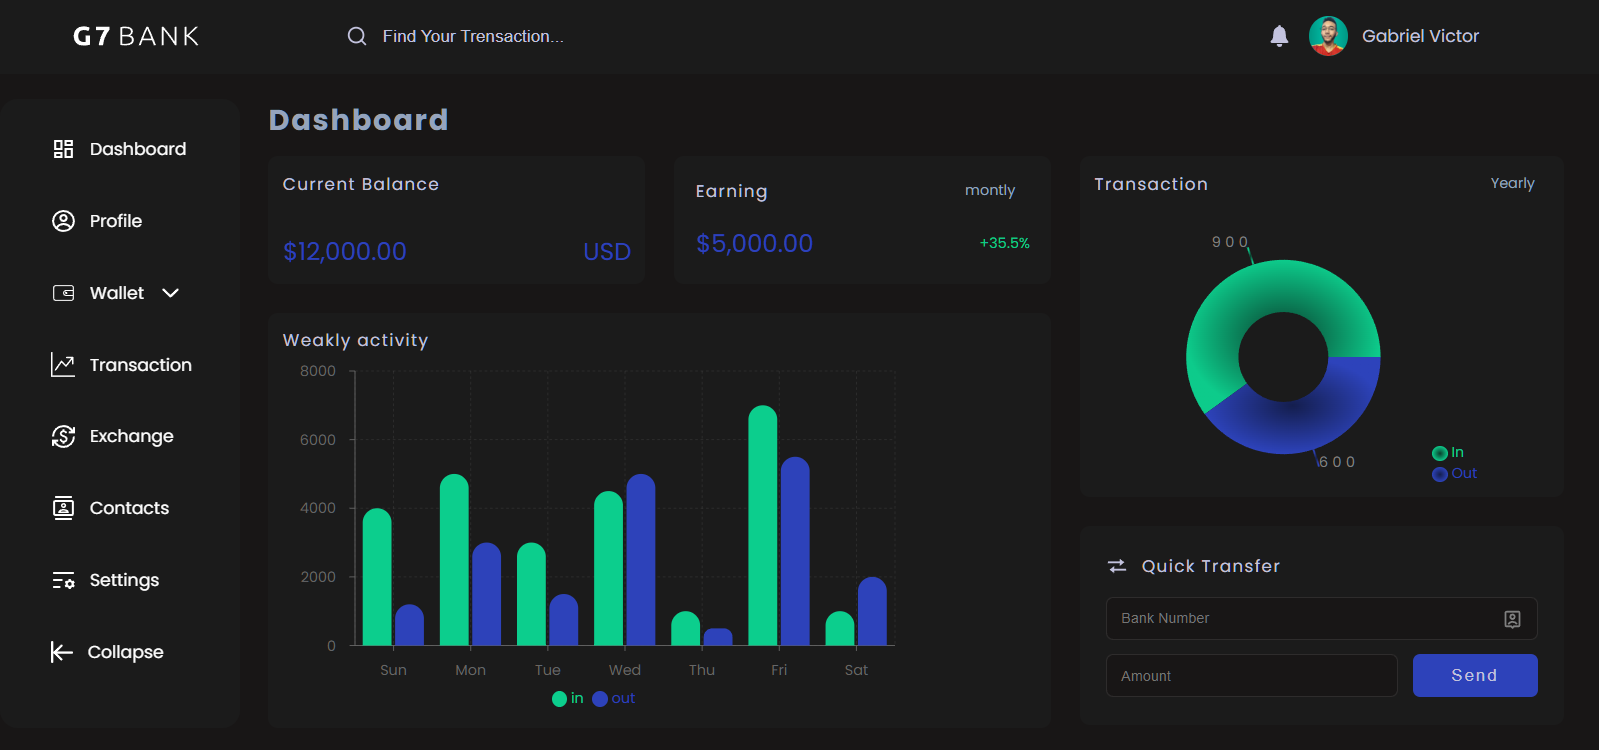 G7 BANK
Find Your Trensaction...
Gabriel Victor
Dashboard
Profile
Wallet
Transaction
Exchange
Contacts
Settings
Collapse
Dashboard
Current Balance
$12,000.00 USD
Earning montly
$5,000.00 +35.5%
Weakly activity
8000
6000
4000
2000
0
Sun Mon Tue Wed Thu Fri Sat
in out
Transaction Yearly
900
600
In
Out
Quick Transfer
Bank Number
Amount
Send